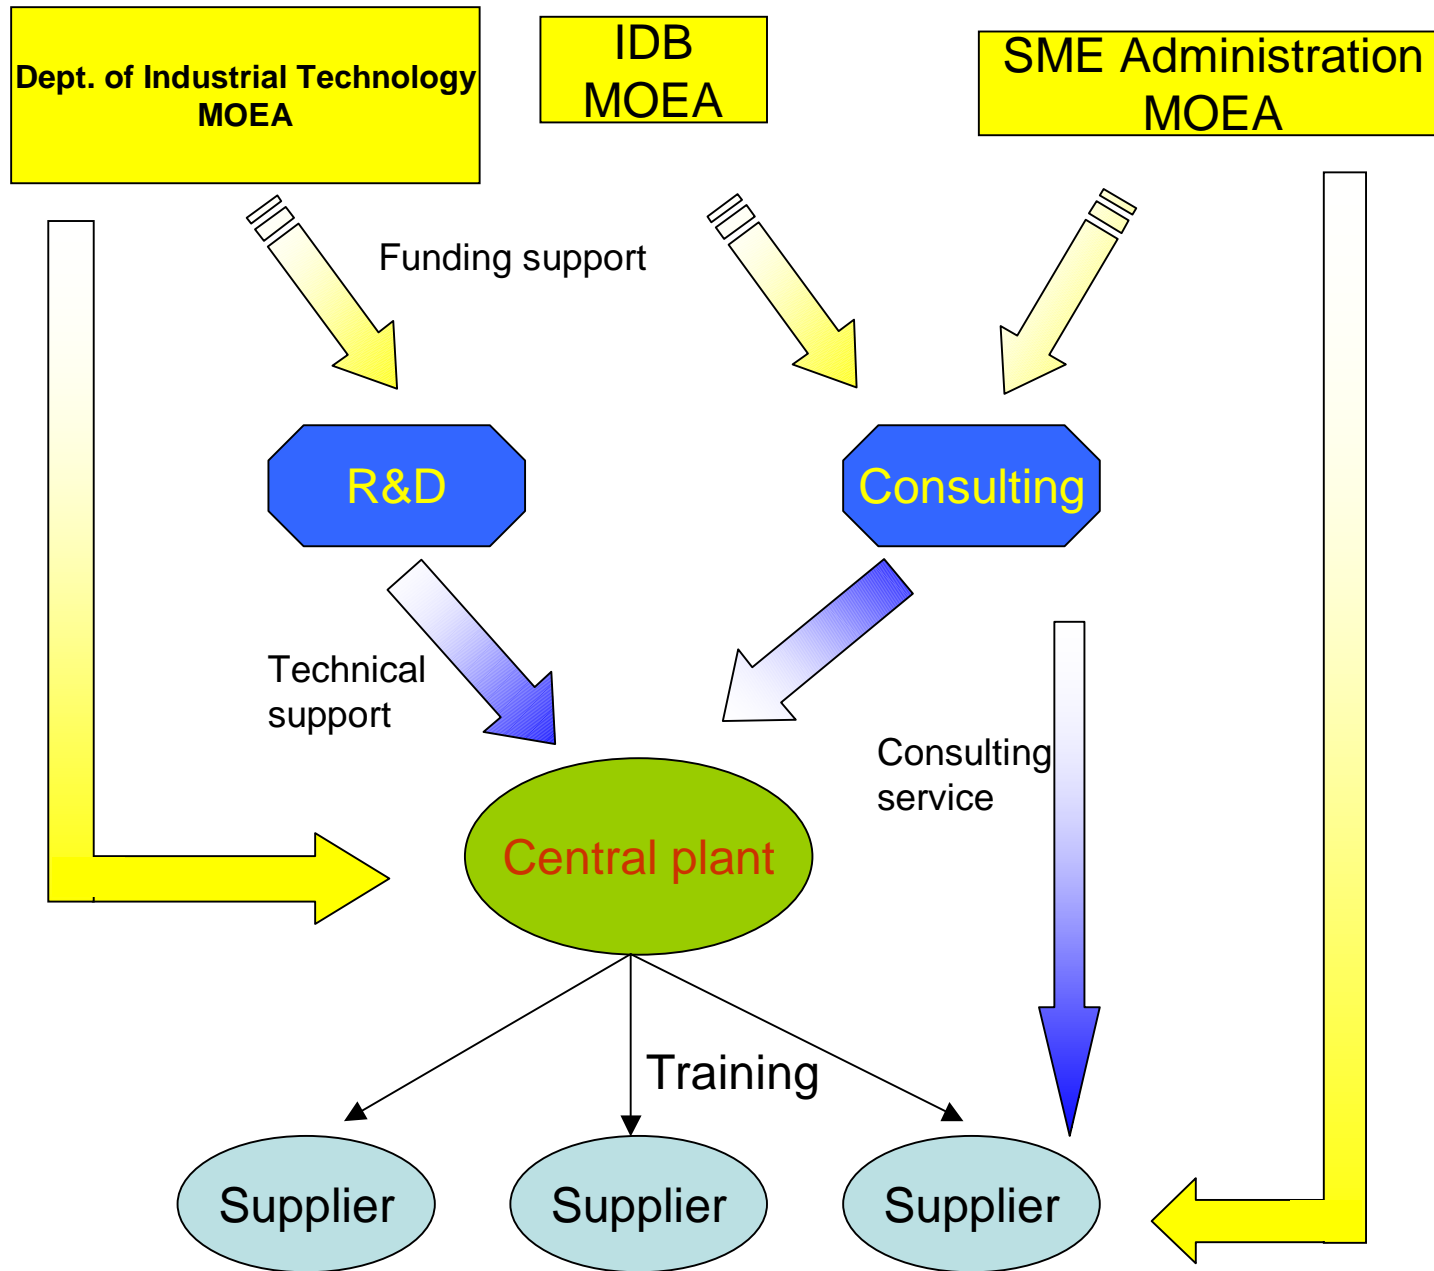 Dept. of Industrial Technology
MOEA
IDB
MOEA
SME Administration
MOEA
Funding support
R&D
Consulting
Technical
support
Consulting
service
Central plant
Training
Supplier
Supplier
Supplier